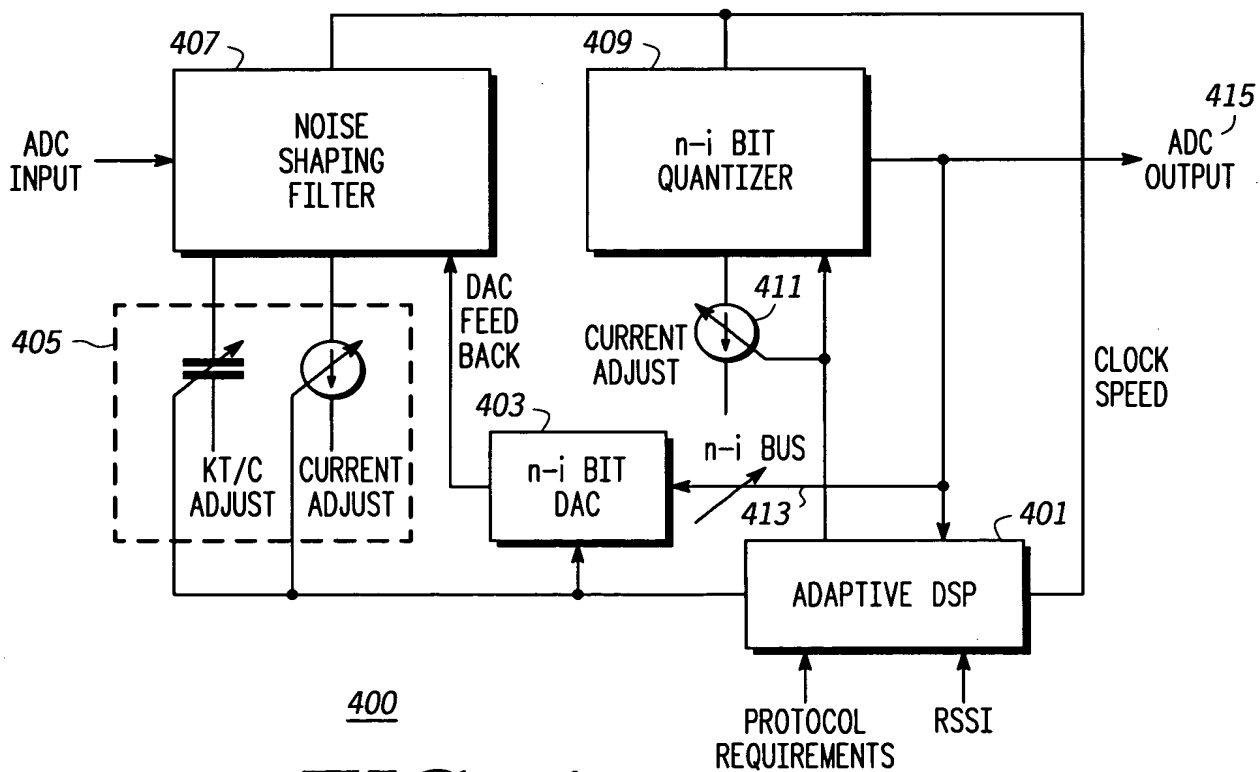 407
409
415
ADC
INPUT
NOISE
SHAPING
FILTER
n-i BIT
QUANTIZER
ADC
OUTPUT
405
DAC
FEED
BACK
411
CURRENT
ADJUST
CLOCK
SPEED
KT/C
ADJUST
CURRENT
ADJUST
403
n-i BIT
DAC
n-i BUS
413
401
ADAPTIVE DSP
400
PROTOCOL
REQUIREMENTS
RSSI